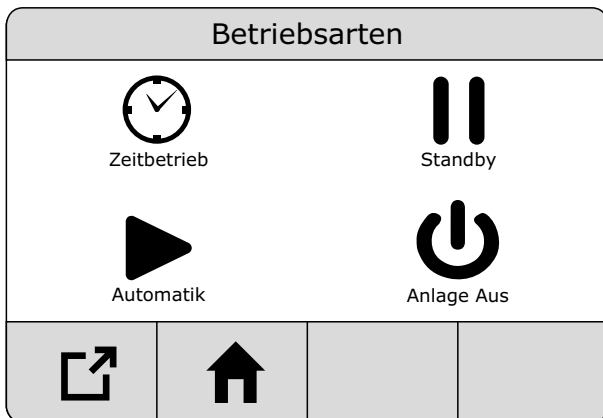 Betriebsarten
Zeitbetrieb
Standby
Automatik
Anlage Aus